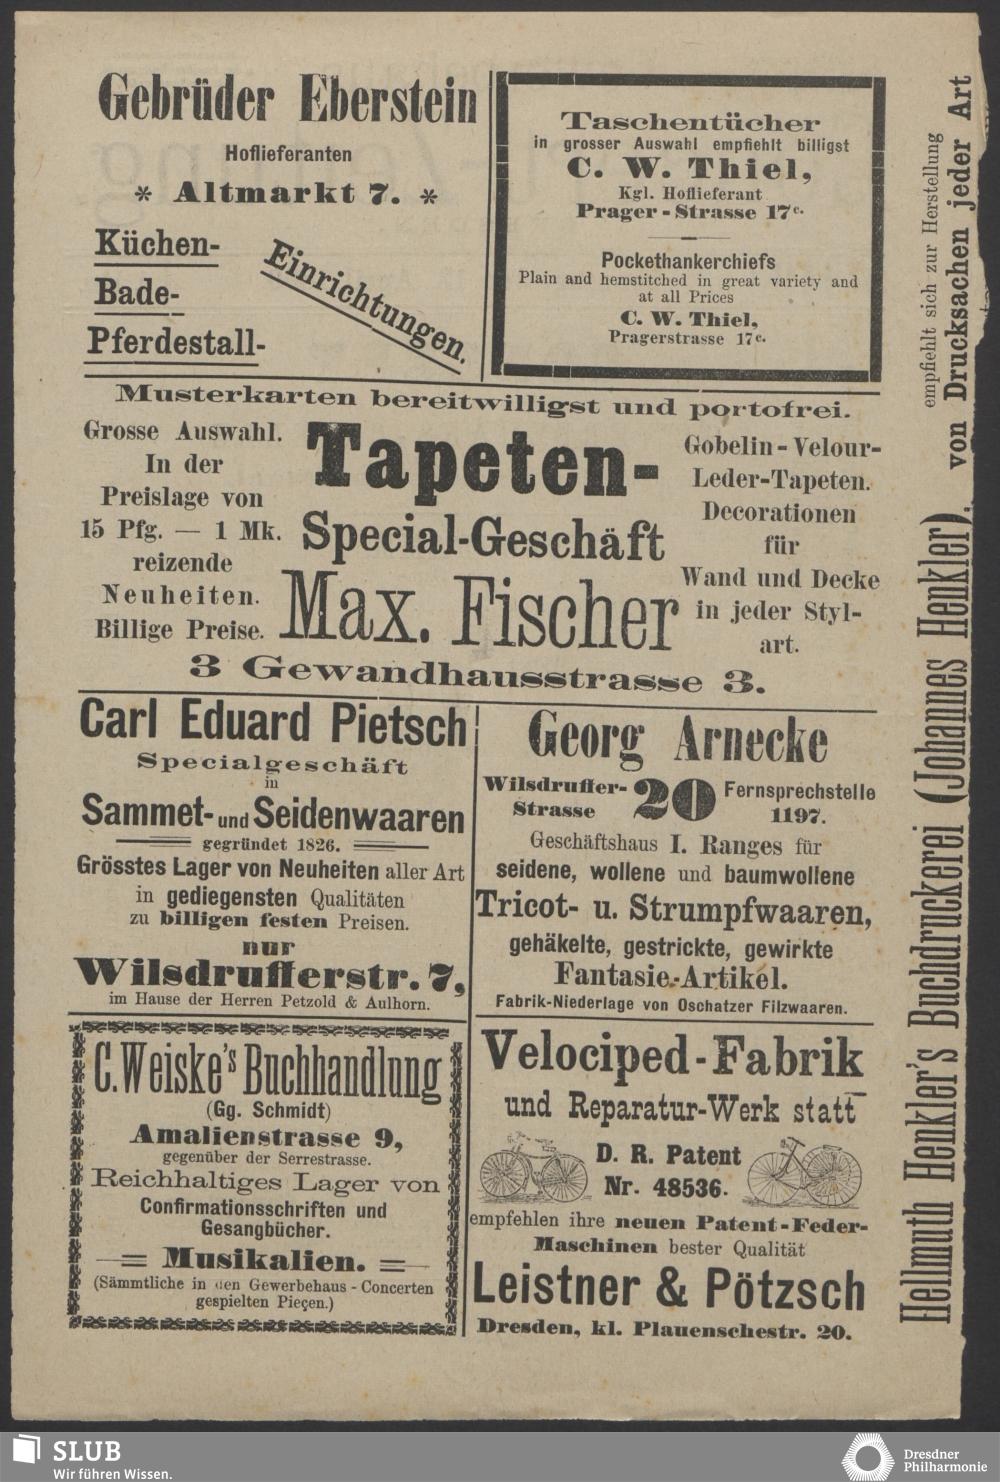 Gebrüder Eberstein
Hoflieferanten
* Altmarkt 7. *
Küchen-
Bade-
Pferdestall-
Einrichtungen.
Taschentücher
in grosser Auswahl empfiehlt billigst
C. W. Thiel,
Kgl. Hoflieferant
Prager-Strasse 17c.
Pockethankerchiefs
Plain and hemstitched in great variety and
at all Prices
C. W. Thiel,
Pragerstrasse 17c.
Musterkarten bereitwilligst und portofrei.
Grosse Auswahl.
In der
Preislage von
15 Pfg. — 1 Mk.
reizende
Neuheiten.
Billige Preise.
Tapeten-
Special-Geschäft
Max. Fischer
Gobelin-Velour-
Leder-Tapeten.
Decorationen
für
Wand und Decke
in jeder Styl-
art.
3 Gewandhausstrasse 3.
Carl Eduard Pietsch
Specialgeschäft
in
Sammet- und Seidenwaaren
gegründet 1826.
Grösstes Lager von Neuheiten aller Art
in gediegensten Qualitäten
zu billigen festen Preisen.
nur
Wilsdrufferstr. 7,
im Hause der Herren Petzold & Aulhorn.
Georg Arnecke
Wilsdruffer-
Strasse
20
Fernsprechstelle
1197.
Geschäftshaus I. Ranges für
seidene, wollene und baumwollene
Tricot- u. Strumpfwaaren,
gehäkelte, gestrickte, gewirkte
Fantasie-Artikel.
Fabrik-Niederlage von Oschatzer Filzwaaren.
C. Weiske's Buchhandlung
(Gg. Schmidt)
Amalienstrasse 9,
gegenüber der Serrestrasse.
Reichhaltiges Lager von
Confirmationsschriften und
Gesangbücher.
Musikalien.
(Sämmtliche in den Gewerbehaus-Concerten
gespielten Pieçen.)
Velociped-Fabrik
und Reparatur-Werk statt
D. R. Patent
Nr. 48536.
empfehlen ihre neuen Patent-Feder-
Maschinen bester Qualität
Leistner & Pötzsch
Dresden, kl. Plauenschestr. 20.
Hellmuth Henkler's Buchdruckerei (Johannes Henkler),
empfiehlt sich zur Herstellung
von Drucksachen jeder Art
SLUB
Wir führen Wissen.
Dresdner
Philharmonie